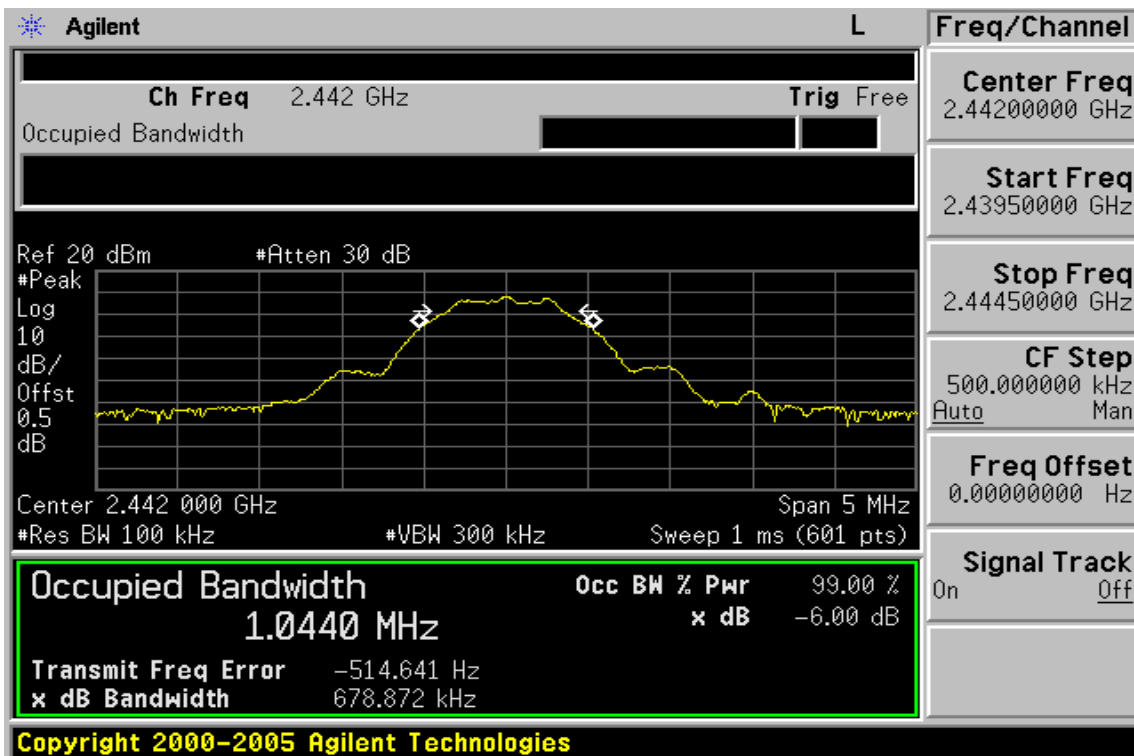 Agilent L Freq/Channel
Ch Freq 2.442 GHz Trig Free
Occupied Bandwidth
Center Freq
2.44200000 GHz
Start Freq
2.43950000 GHz
Stop Freq
2.44450000 GHz
CF Step
500.000000 kHz
Auto Man
Freq Offset
0.00000000 Hz
Signal Track
On Off
Ref 20 dBm #Atten 30 dB
#Peak
Log
10
dB/
Offst
0.5
dB
Center 2.442 000 GHz Span 5 MHz
#Res BW 100 kHz #VBW 300 kHz Sweep 1 ms (601 pts)
Occupied Bandwidth Occ BW % Pwr 99.00 %
1.0440 MHz x dB -6.00 dB
Transmit Freq Error -514.641 Hz
x dB Bandwidth 678.872 kHz
Copyright 2000-2005 Agilent Technologies